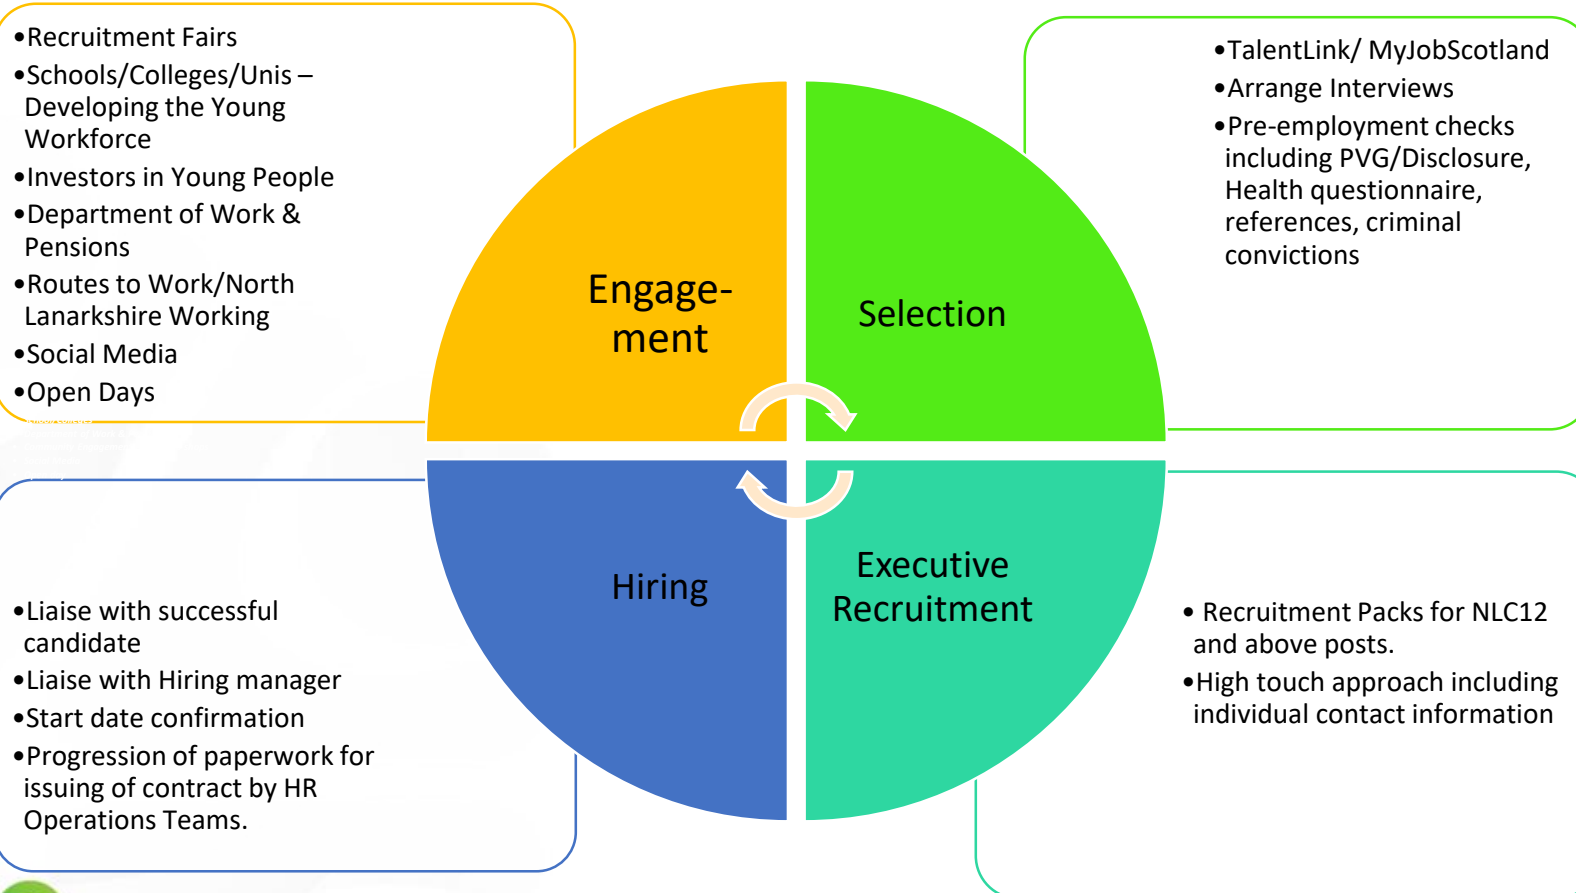 •Recruitment Fairs
•Schools/Colleges/Unis –
Developing the Young
Workforce
•Investors in Young People
•Department of Work &
Pensions
•Routes to Work/North
Lanarkshire Working
•Social Media
•Open Days
•TalentLink/ MyJobScotland
•Arrange Interviews
•Pre-employment checks
including PVG/Disclosure,
Health questionnaire,
references, criminal
convictions
Engage-
ment
Selection
Hiring
Executive
Recruitment
•Liaise with successful
candidate
•Liaise with Hiring manager
•Start date confirmation
•Progression of paperwork for
issuing of contract by HR
Operations Teams.
• Recruitment Packs for NLC12
and above posts.
•High touch approach including
individual contact information